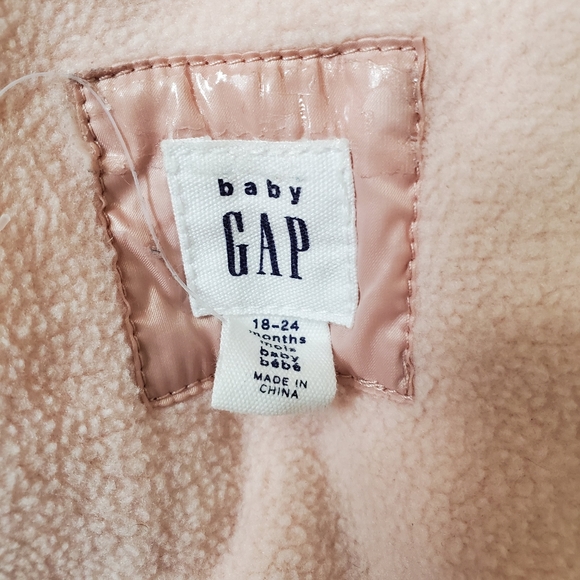 baby
GAP
18-24
months
mois
baby
bébé
MADE IN
CHINA